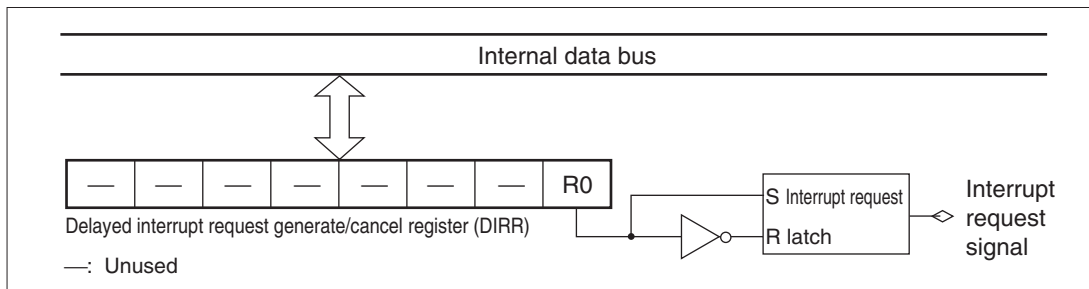 Internal data bus
— — — — — — — R0
Delayed interrupt request generate/cancel register (DIRR)
—: Unused
S Interrupt request
R latch
Interrupt
request
signal